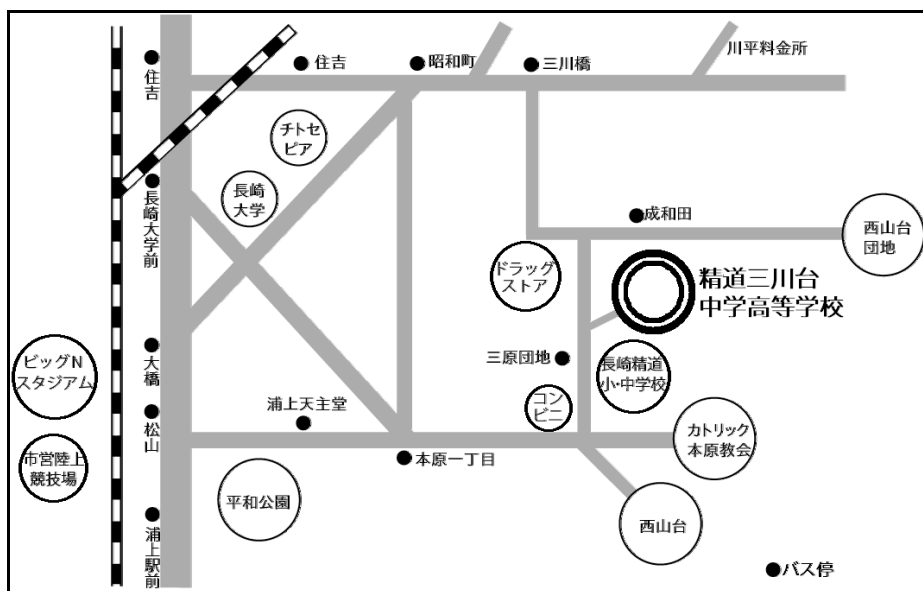 住吉
昭和町
三川橋
川平料金所
住吉
チトセ
ピア
長崎
大学
長崎大学前
成和田
西山台
団地
ドラッグ
ストア
精道三川台
中学高等学校
大橋
ビッグN
スタジアム
三原団地
長崎精道
小・中学校
コン
ビニ
浦上天主堂
松山
カトリック
本原教会
市営陸上
競技場
本原一丁目
平和公園
西山台
浦上駅前
バス停